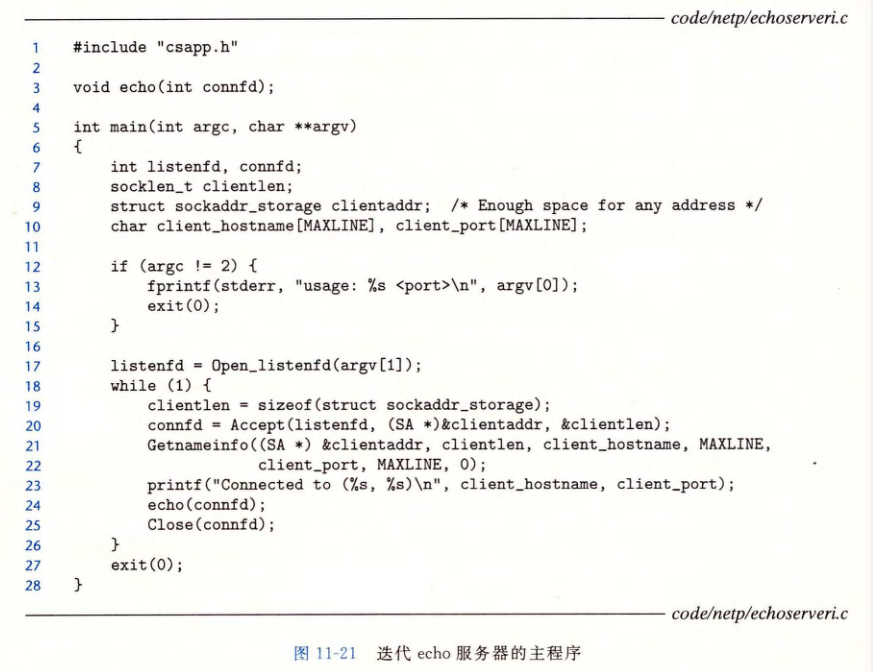 code/netp/echoserveri.c
1 #include "csapp.h"
2
3 void echo(int connfd);
4
5 int main(int argc, char **argv)
6 {
7     int listenfd, connfd;
8     socklen_t clientlen;
9     struct sockaddr_storage clientaddr;  /* Enough space for any address */
10     char client_hostname[MAXLINE], client_port[MAXLINE];
11
12     if (argc != 2) {
13         fprintf(stderr, "usage: %s <port>\n", argv[0]);
14         exit(0);
15     }
16
17     listenfd = Open_listenfd(argv[1]);
18     while (1) {
19         clientlen = sizeof(struct sockaddr_storage);
20         connfd = Accept(listenfd, (SA *)&clientaddr, &clientlen);
21         Getnameinfo((SA *) &clientaddr, clientlen, client_hostname, MAXLINE,
22                     client_port, MAXLINE, 0);
23         printf("Connected to (%s, %s)\n", client_hostname, client_port);
24         echo(connfd);
25         Close(connfd);
26     }
27     exit(0);
28 }
code/netp/echoserveri.c
图 11-21 迭代 echo 服务器的主程序